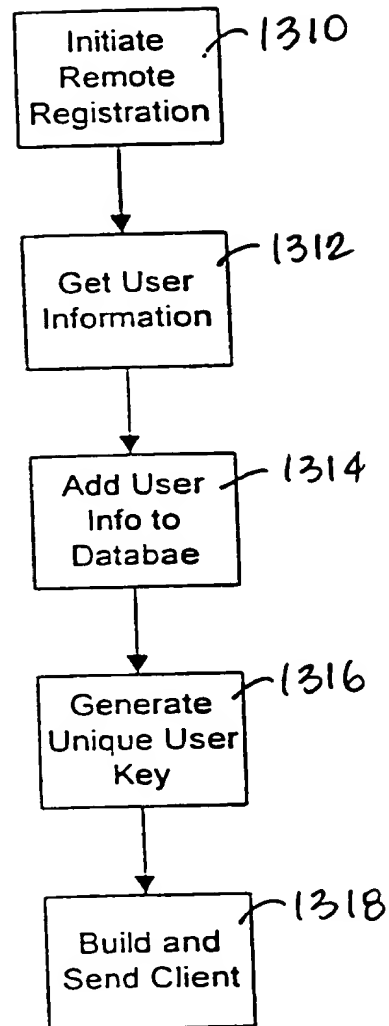 Initiate
Remote
Registration
1310
Get User
Information
1312
Add User
Info to
Databae
1314
Generate
Unique User
Key
1316
Build and
Send Client
1318